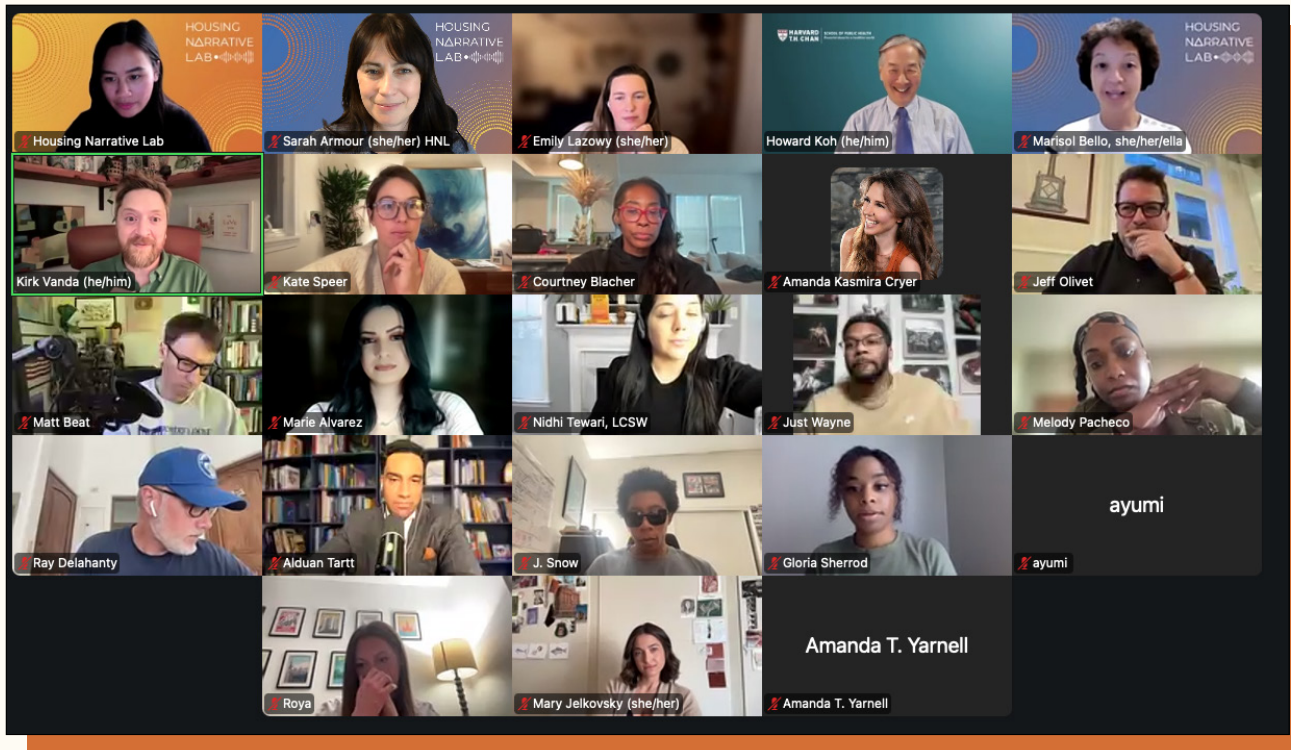 HOUSING
NARRATIVE
LAB
Housing Narrative Lab
HOUSING
NARRATIVE
LAB
Sarah Armour (she/her) HNL
Emily Lazowy (she/her)
HARVARD
T.H. CHAN
SCHOOL OF PUBLIC HEALTH
Howard Koh (he/him)
HOUSING
NARRATIVE
LAB
Marisol Bello, she/her/ella
Kirk Vanda (he/him)
Kate Speer
Courtney Blacher
Amanda Kasmira Cryer
Jeff Olivet
Matt Beat
Marie Alvarez
Nidhi Tewari, LCSW
Just Wayne
Melody Pacheco
Ray Delahanty
Alduan Tartt
J. Snow
Gloria Sherrod
ayumi
ayumi
Roya
Mary Jelkovsky (she/her)
Amanda T. Yarnell
Amanda T. Yarnell